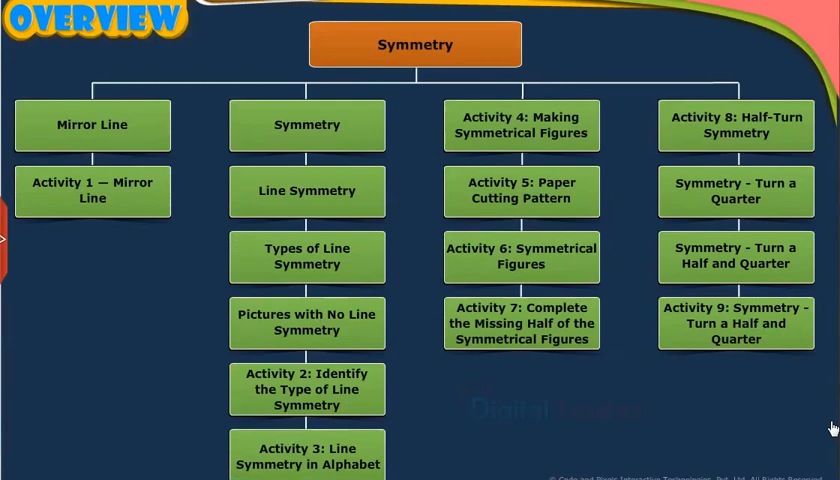 OVERVIEW
Symmetry
Mirror Line
Activity 1 — Mirror
Line
Symmetry
Line Symmetry
Types of Line
Symmetry
Pictures with No Line
Symmetry
Activity 2: Identify
the Type of Line
Symmetry
Activity 3: Line
Symmetry in Alphabet
Activity 4: Making
Symmetrical Figures
Activity 5: Paper
Cutting Pattern
Activity 6: Symmetrical
Figures
Activity 7: Complete
the Missing Half of the
Symmetrical Figures
Activity 8: Half-Turn
Symmetry
Symmetry - Turn a
Quarter
Symmetry - Turn a
Half and Quarter
Activity 9: Symmetry -
Turn a Half and
Quarter
Digital